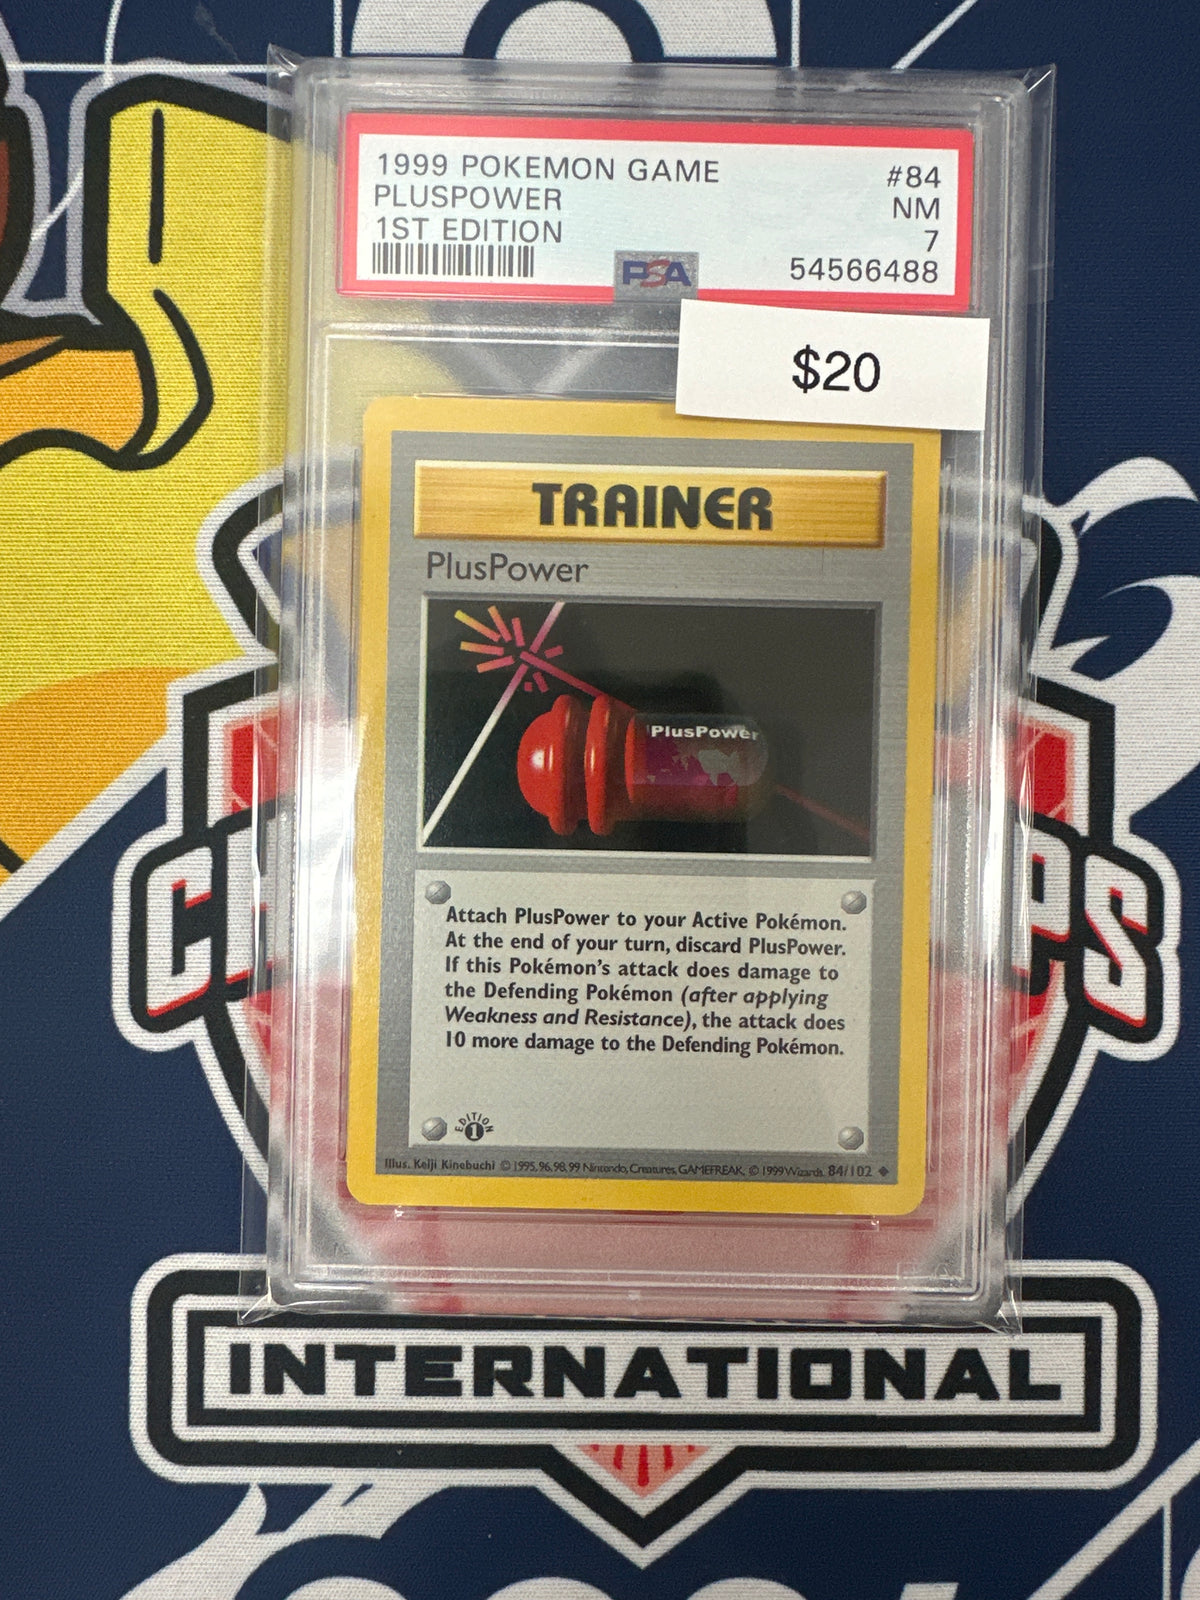 1999 POKEMON GAME #84
PLUSPOWER NM
1ST EDITION 7
PSA 54566488
$20
TRAINER
PlusPower
PlusPower
Attach PlusPower to your Active Pokémon.
At the end of your turn, discard PlusPower.
If this Pokémon's attack does damage to
the Defending Pokémon (after applying
Weakness and Resistance), the attack does
10 more damage to the Defending Pokémon.
EDITION
1
Illus. Keiji Kinebuchi © 1995, 96, 98, 99 Nintendo, Creatures, GAMEFREAK. © 1999 Wizards. 84/102
INTERNATIONAL